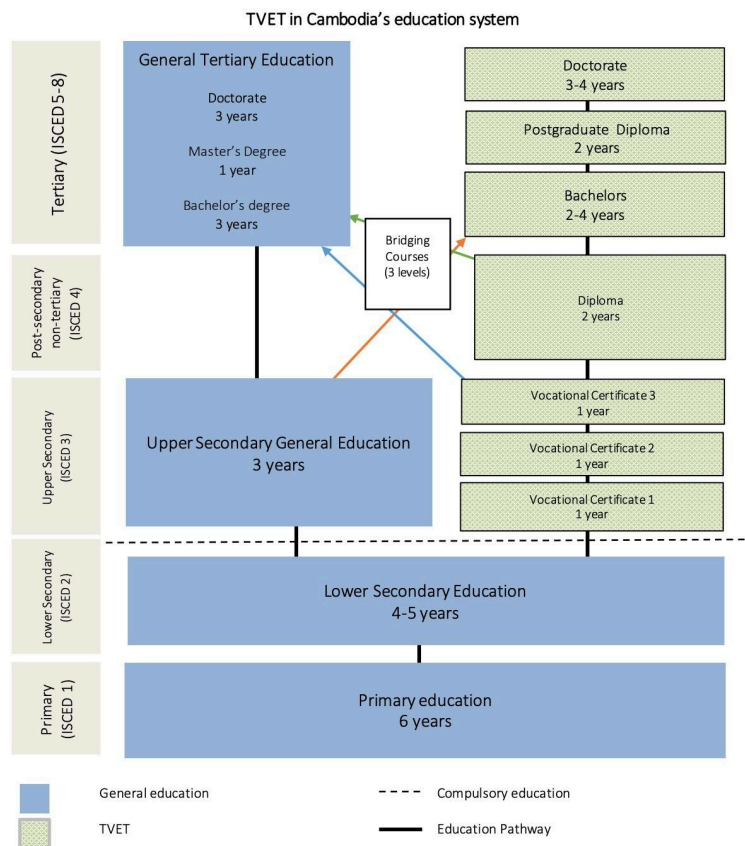 TVET in Cambodia's education system
Tertiary (ISCED 5-8)
General Tertiary Education
Doctorate
3 years
Master's Degree
1 year
Bachelor's degree
3 years
Doctorate
3-4 years
Postgraduate Diploma
2 years
Bachelors
2-4 years
Bridging
Courses
(3 levels)
Post-secondary
non-tertiary
(ISCED 4)
Diploma
2 years
Upper Secondary
(ISCED 3)
Upper Secondary General Education
3 years
Vocational Certificate 3
1 year
Vocational Certificate 2
1 year
Vocational Certificate 1
1 year
Lower Secondary
(ISCED 2)
Lower Secondary Education
4-5 years
Primary
(ISCED 1)
Primary education
6 years
General education
Compulsory education
TVET
Education Pathway